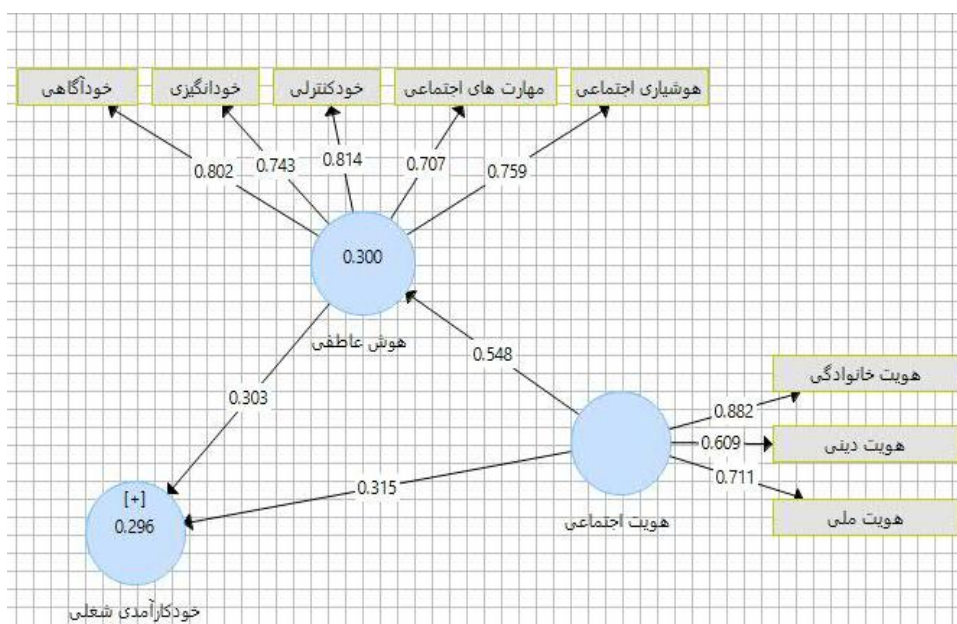 هوشیاری اجتماعی
مهارت های اجتماعی
خودکنترلی
خودانگیزی
خودآگاهی
0.802
0.743
0.814
0.707
0.759
0.300
هوش عاطفی
0.548
0.303
0.315
هویت خانوادگی
0.882
هویت دینی
0.609
هویت ملی
0.711
هویت اجتماعی
[+]
0.296
خودکارآمدی شغلی